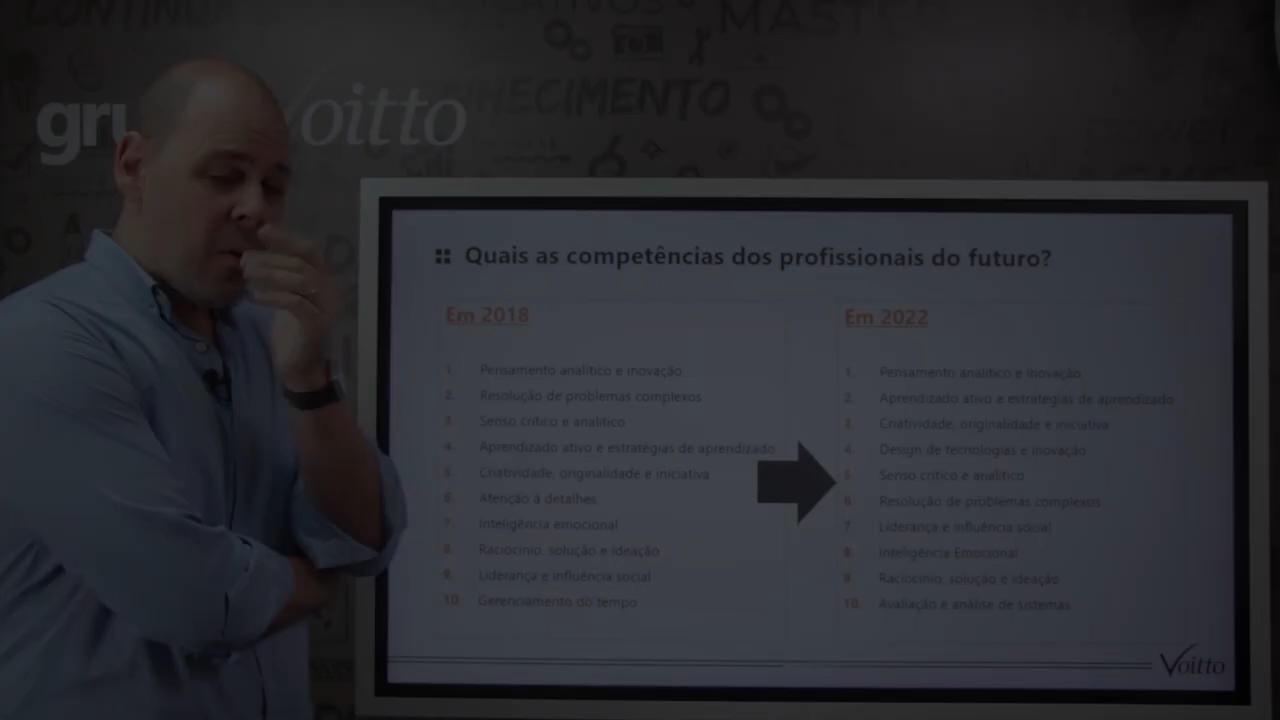 CONTINUA
MASTER
CONHECIMENTO
gru Voitto
Quais as competências dos profissionais do futuro?
Em 2018
1. Pensamento analítico e inovação
2. Resolução de problemas complexos
3. Senso crítico e analítico
4. Aprendizado ativo e estratégias de aprendizado
5. Criatividade, originalidade e iniciativa
6. Atenção à detalhes
7. Inteligência emocional
8. Raciocínio, solução e ideação
9. Liderança e influência social
10. Gerenciamento do tempo
Em 2022
1. Pensamento analítico e inovação
2. Aprendizado ativo e estratégias de aprendizado
3. Criatividade, originalidade e iniciativa
4. Design de tecnologias e inovação
5. Senso crítico e analítico
6. Resolução de problemas complexos
7. Liderança e influência social
8. Inteligência Emocional
9. Raciocínio, solução e ideação
10. Avaliação e análise de sistemas
Voitto